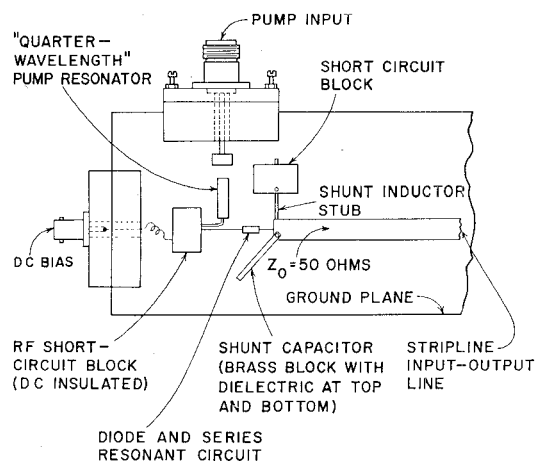 PUMP INPUT
"QUARTER-
WAVELENGTH"
PUMP RESONATOR
SHORT CIRCUIT
BLOCK
SHUNT INDUCTOR
STUB
DC BIAS
Z₀=50 OHMS
GROUND PLANE
RF SHORT-
CIRCUIT BLOCK
(DC INSULATED)
SHUNT CAPACITOR
(BRASS BLOCK WITH
DIELECTRIC AT TOP
AND BOTTOM)
STRIPLINE
INPUT-OUTPUT
LINE
DIODE AND SERIES
RESONANT CIRCUIT